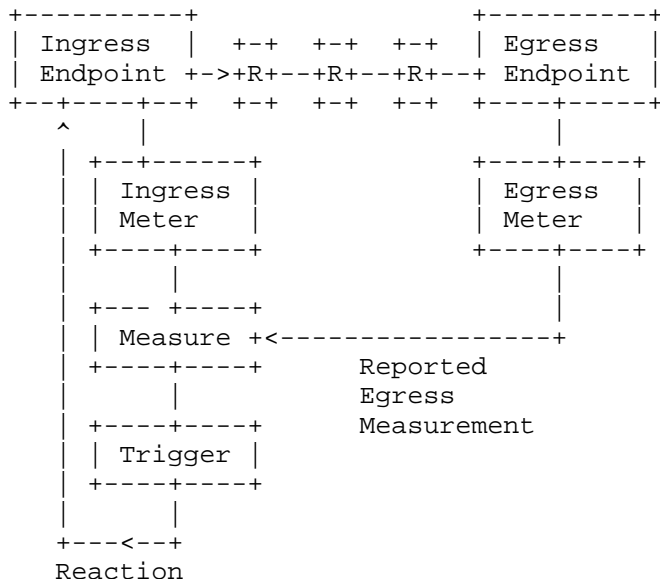 Ingress Egress
Endpoint R R R Endpoint
Ingress Egress
Meter Meter
Measure
Reported
Egress
Measurement
Trigger
Reaction